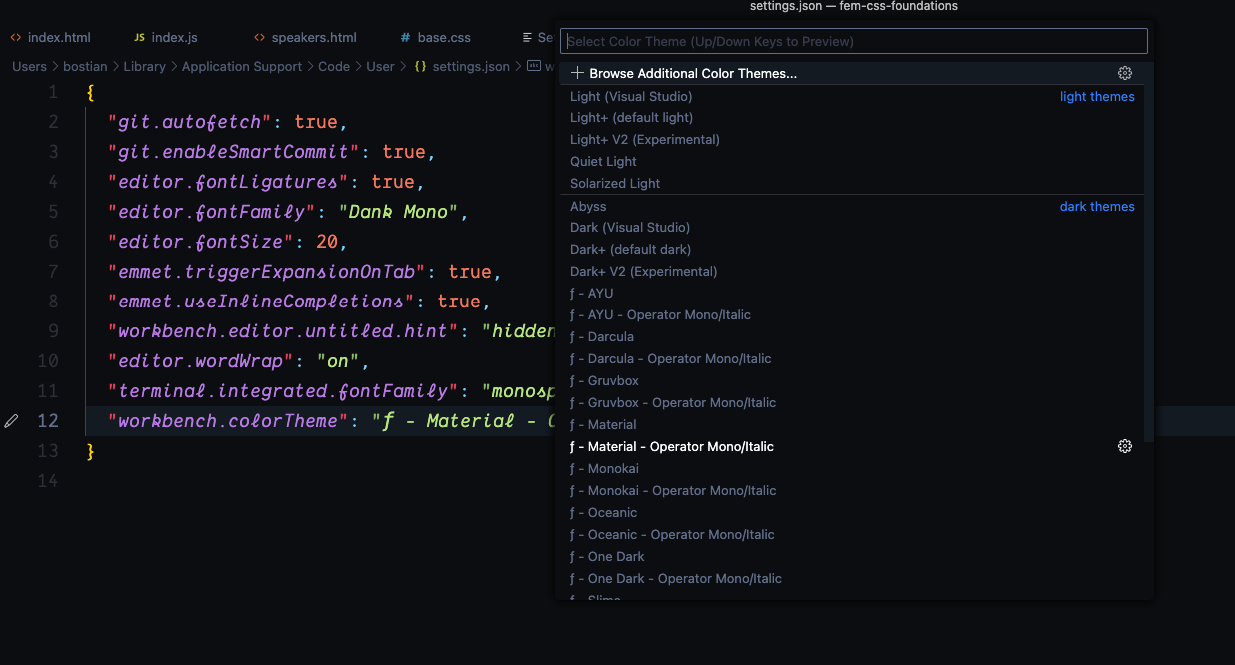 settings.json — fem-css-foundations
<> index.html JS index.js <> speakers.html # base.css Se
Users > bostian > Library > Application Support > Code > User > {} settings.json >
1 {
2 "git.autofetch": true,
3 "git.enableSmartCommit": true,
4 "editor.fontLigatures": true,
5 "editor.fontFamily": "Dank Mono",
6 "editor.fontSize": 20,
7 "emmet.triggerExpansionOnTab": true,
8 "emmet.useInlineCompletions": true,
9 "workbench.editor.untitled.hint": "hidden
10 "editor.wordWrap": "on",
11 "terminal.integrated.fontFamily": "monosp
12 "workbench.colorTheme": "ƒ - Material -
13 }
14
Select Color Theme (Up/Down Keys to Preview)
+ Browse Additional Color Themes...
Light (Visual Studio) light themes
Light+ (default light)
Light+ V2 (Experimental)
Quiet Light
Solarized Light
Abyss dark themes
Dark (Visual Studio)
Dark+ (default dark)
Dark+ V2 (Experimental)
ƒ - AYU
ƒ - AYU - Operator Mono/Italic
ƒ - Darcula
ƒ - Darcula - Operator Mono/Italic
ƒ - Gruvbox
ƒ - Gruvbox - Operator Mono/Italic
ƒ - Material
ƒ - Material - Operator Mono/Italic
ƒ - Monokai
ƒ - Monokai - Operator Mono/Italic
ƒ - Oceanic
ƒ - Oceanic - Operator Mono/Italic
ƒ - One Dark
ƒ - One Dark - Operator Mono/Italic